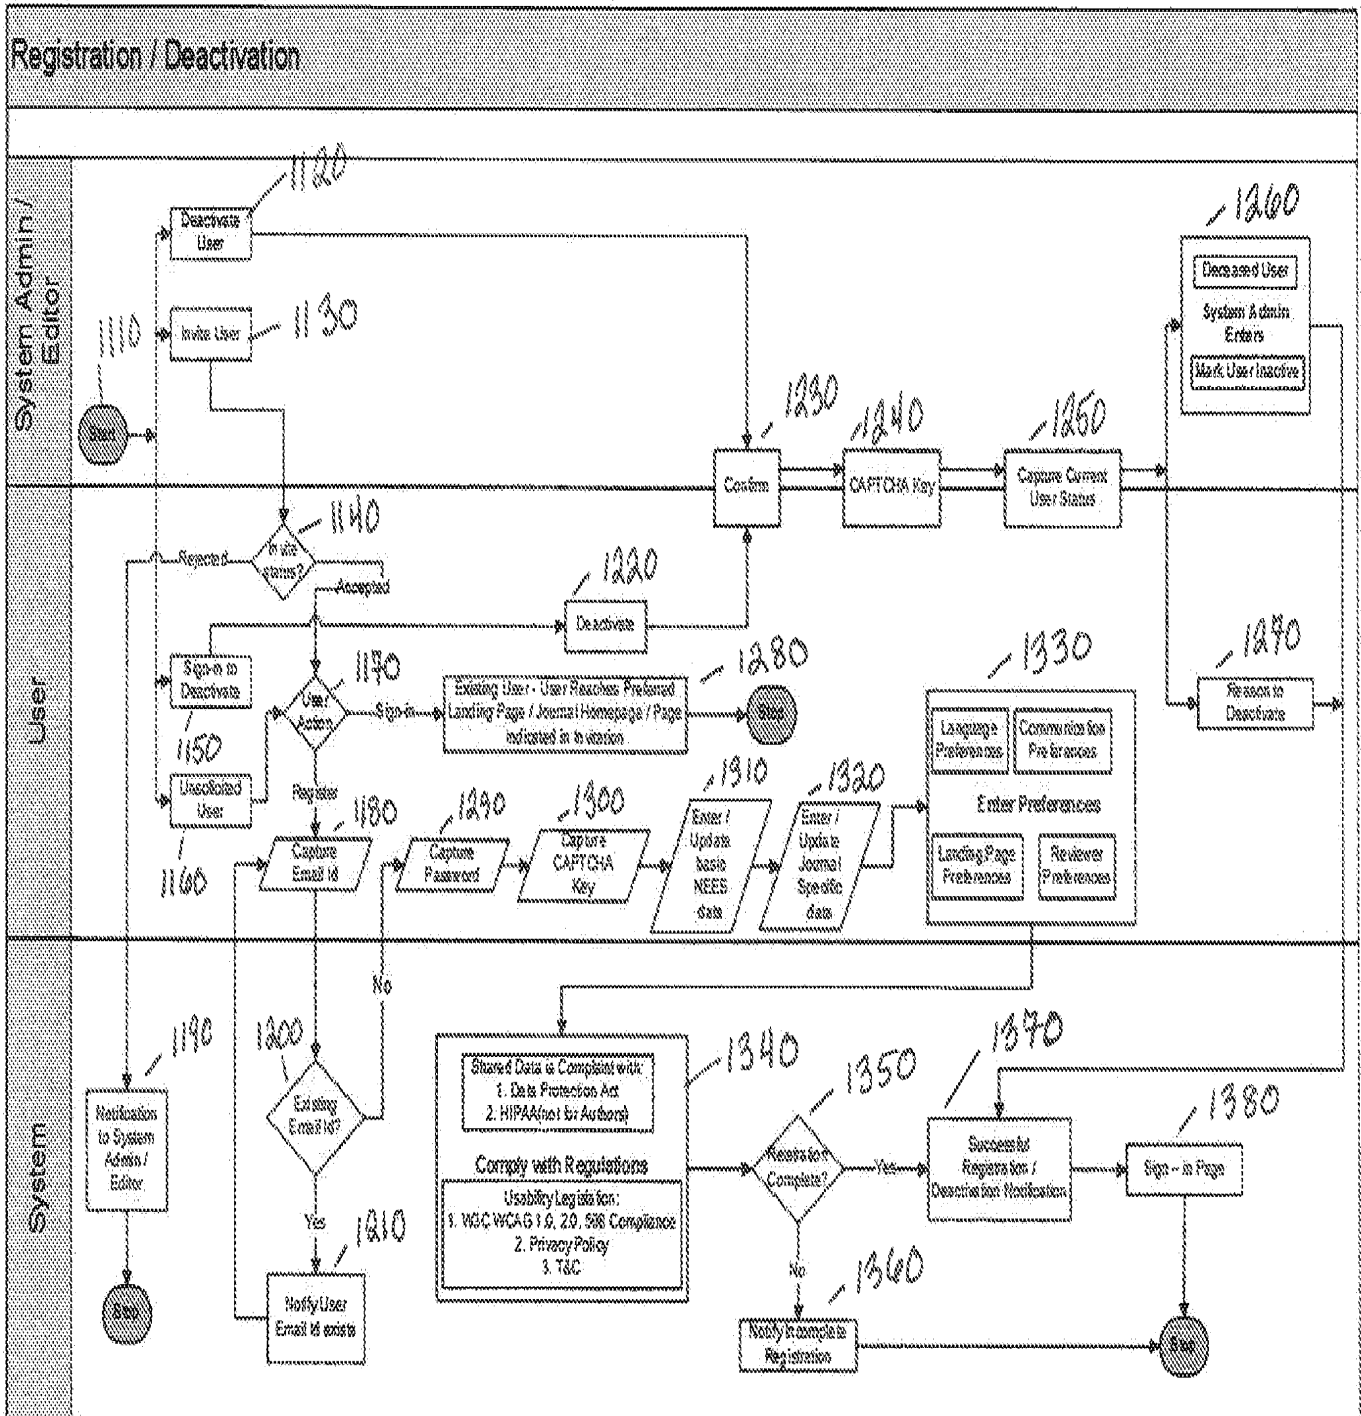 Registration / Deactivation
System Admin /
Editor
1110
Start
1120
Deactivate
User
1130
Invite User
1230
Confirm
1240
CAPTCHA Key
1250
Capture Current
User Status
1260
Deceased User
System Admin
Enters
Mark User Inactive
User
1140
Invite
status?
Rejected
Accepted
1220
Deactivate
Sign-in to
Deactivate
1150
1170
User
Action
Sign-in
Existing User - User Reaches Preferred
Landing Page / Journal Homepage / Page
indicated in Invitation
1280
Stop
1270
Reason to
Deactivate
Unsolicited
User
1160
Register
1180
Capture
Email Id
1290
Capture
Password
1300
Capture
CAPTCHA
Key
1310
Enter /
Update
basic
NEES
data
1320
Enter /
Update
Journal
Specific
data
1330
Language
Preferences
Communication
Preferences
Enter Preferences
Landing Page
Preferences
Reviewer
Preferences
System
1190
Notification
to System
Admin /
Editor
Stop
1200
Existing
Email Id?
No
Yes
1210
Notify User
Email Id exists
1340
Shared Data is Complaint with:
1. Data Protection Act
2. HIPAA(not for Authors)
Comply with Regulations
Usability Legislation:
1. W3C WCAG 1.0, 2.0, 508 Compliance
2. Privacy Policy
3. T&C
1350
Complete?
Yes
No
1360
Notify Incomplete
Registration
1370
Successful
Registration /
Deactivation Notification
1380
Sign – in Page
Stop